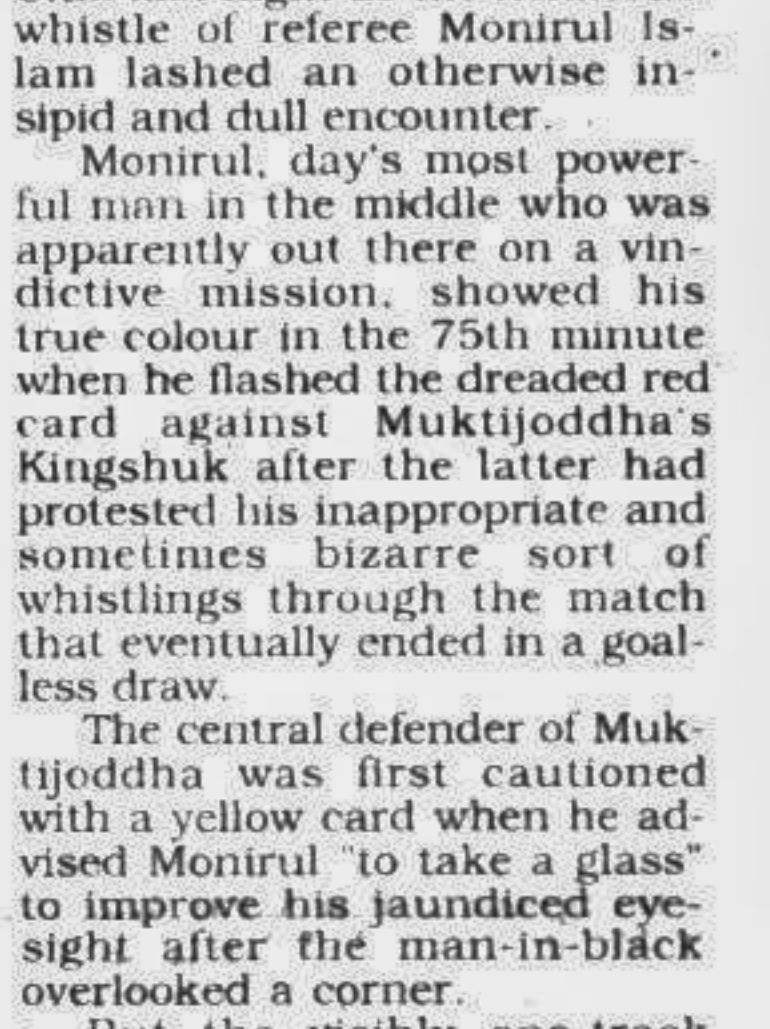 whistle of referee Monirul Is-
lam lashed an otherwise in-
sipid and dull encounter.
Monirul, day's most power-
ful man in the middle who was
apparently out there on a vin-
dictive mission, showed his
true colour in the 75th minute
when he flashed the dreaded red
card against Muktijoddha's
Kingshuk after the latter had
protested his inappropriate and
sometimes bizarre sort of
whistlings through the match
that eventually ended in a goal-
less draw.
The central defender of Muk-
tijoddha was first cautioned
with a yellow card when he ad-
vised Monirul "to take a glass"
to improve his jaundiced eye-
sight after the man-in-black
overlooked a corner.
But the visibly